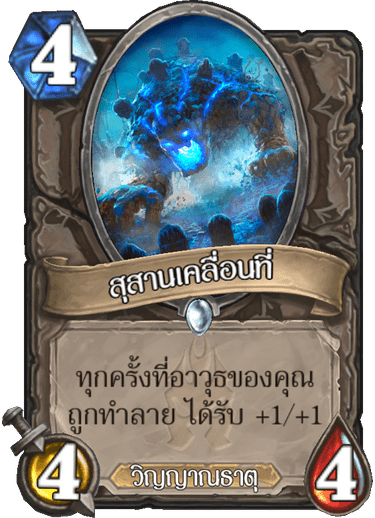 4
สุสานเคลื่อนที่
ทุกครั้งที่อาวุธของคุณ
ถูกทำลาย ได้รับ +1/+1
วิญญาณธาตุ
4
4